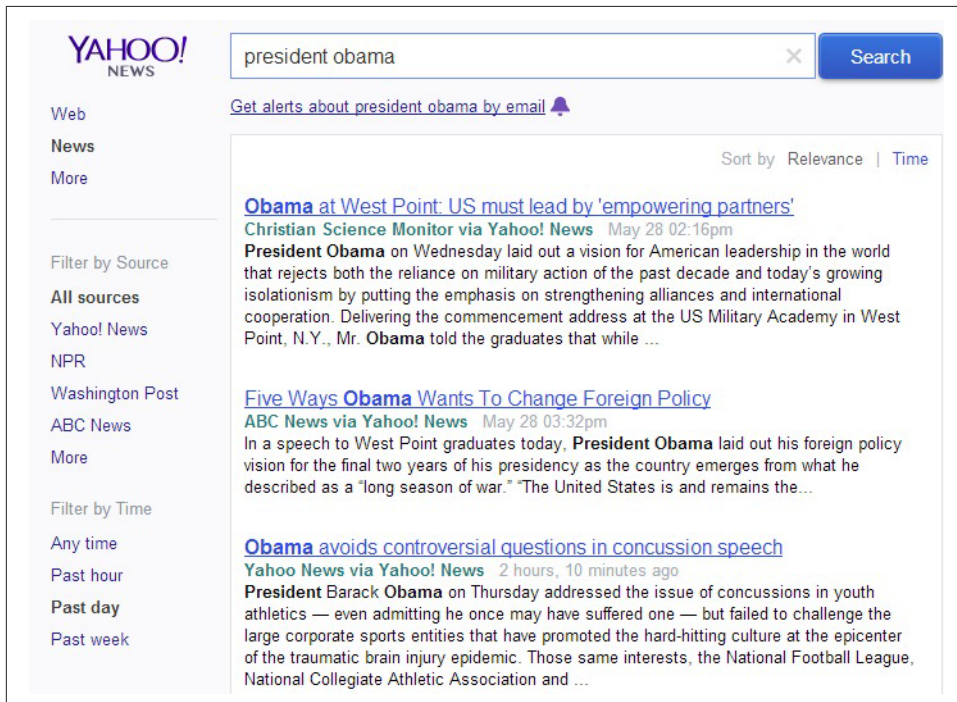 YAHOO!
NEWS
president obama
Search
Get alerts about president obama by email
Web
News
More
Filter by Source
All sources
Yahoo! News
NPR
Washington Post
ABC News
More
Filter by Time
Any time
Past hour
Past day
Past week
Sort by Relevance | Time
Obama at West Point: US must lead by 'empowering partners'
Christian Science Monitor via Yahoo! News May 28 02:16pm
President Obama on Wednesday laid out a vision for American leadership in the world
that rejects both the reliance on military action of the past decade and today's growing
isolationism by putting the emphasis on strengthening alliances and international
cooperation. Delivering the commencement address at the US Military Academy in West
Point, N.Y., Mr. Obama told the graduates that while ...
Five Ways Obama Wants To Change Foreign Policy
ABC News via Yahoo! News May 28 03:32pm
In a speech to West Point graduates today, President Obama laid out his foreign policy
vision for the final two years of his presidency as the country emerges from what he
described as a “long season of war.” “The United States is and remains the...
Obama avoids controversial questions in concussion speech
Yahoo News via Yahoo! News 2 hours, 10 minutes ago
President Barack Obama on Thursday addressed the issue of concussions in youth
athletics — even admitting he once may have suffered one — but failed to challenge the
large corporate sports entities that have promoted the hard-hitting culture at the epicenter
of the traumatic brain injury epidemic. Those same interests, the National Football League,
National Collegiate Athletic Association and ...